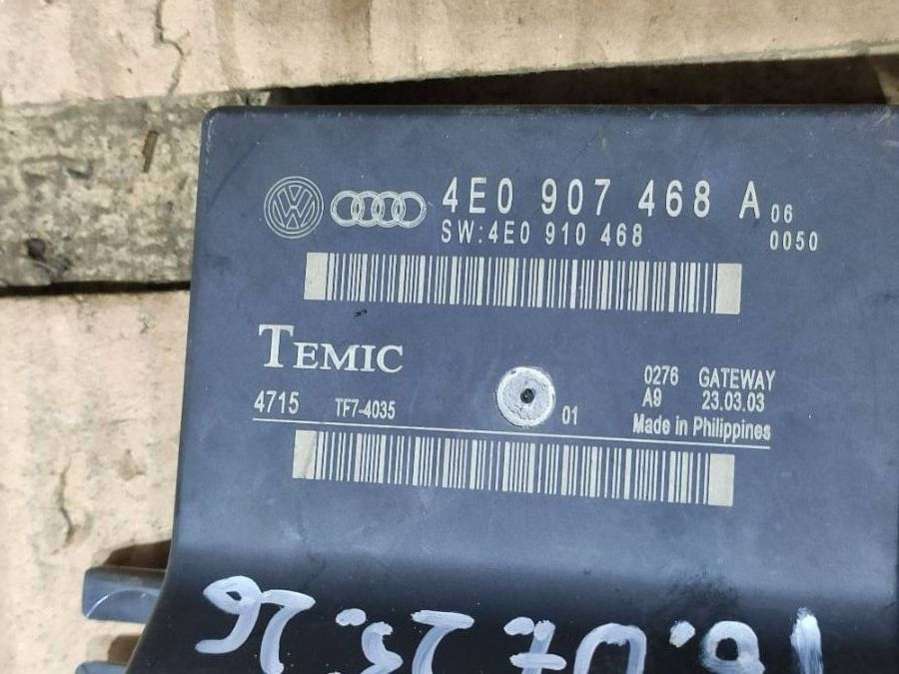 4E0 907 468 A 06
SW:4E0 910 468 0050
TEMIC
0276 GATEWAY
A9 23.03.03
4715 TF7-4035 01
Made in Philippines